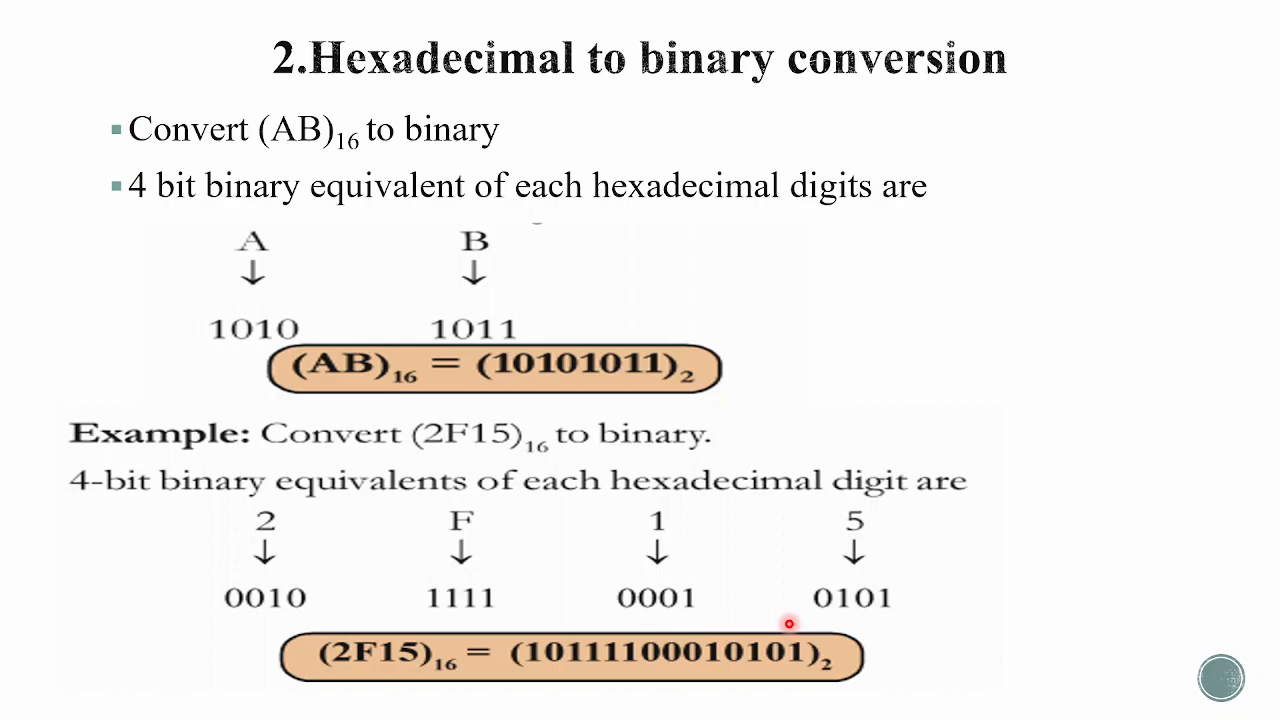 2.Hexadecimal to binary conversion
▪ Convert (AB)₁₆ to binary
▪ 4 bit binary equivalent of each hexadecimal digits are
A B
↓ ↓
1010 1011
(AB)₁₆ = (10101011)₂
Example: Convert (2F15)₁₆ to binary.
4-bit binary equivalents of each hexadecimal digit are
2 F 1 5
↓ ↓ ↓ ↓
0010 1111 0001 0101
(2F15)₁₆ = (10111100010101)₂